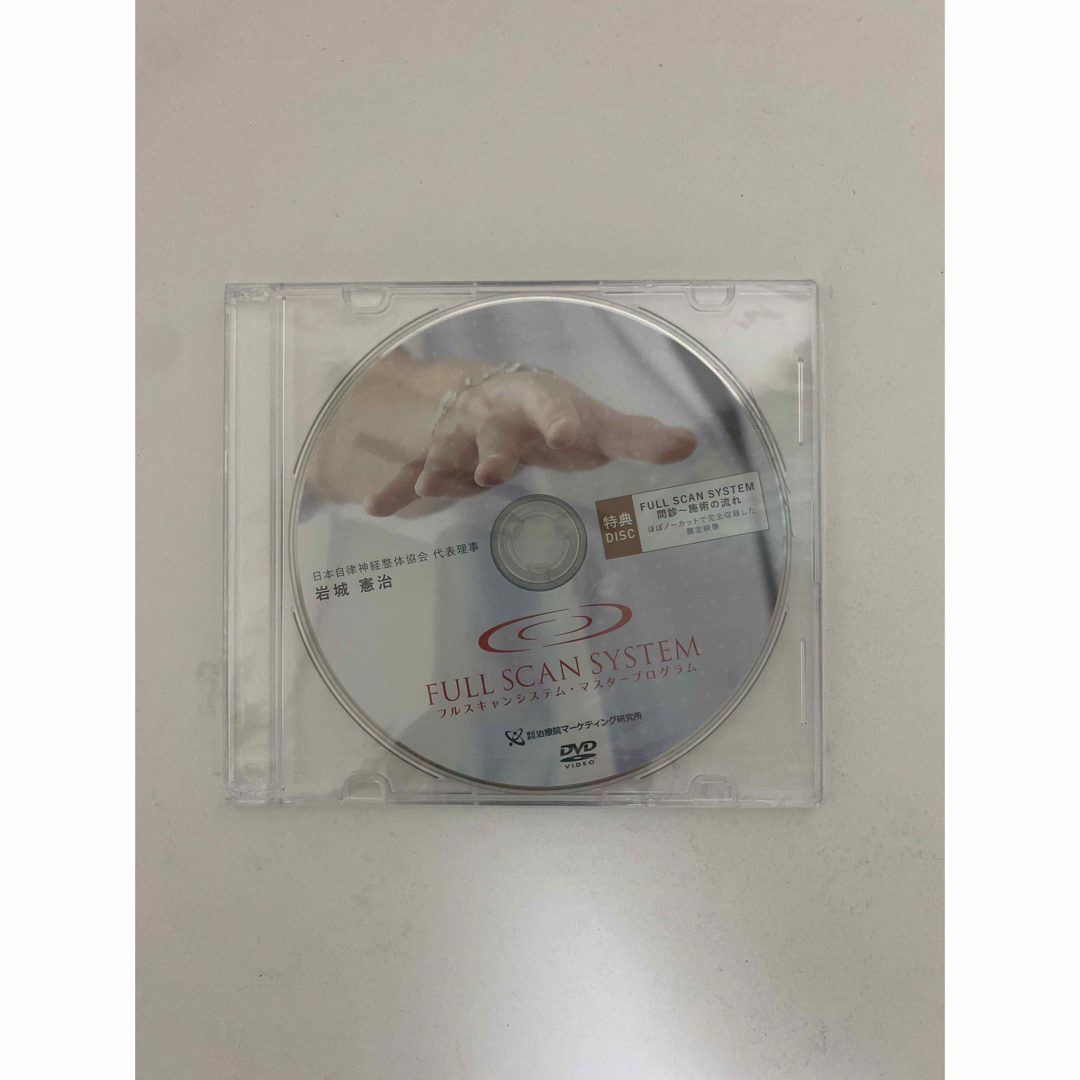 特典
DISC
FULL SCAN SYSTEM
問診～施術の流れ
ほぼノーカットで完全収録した
限定映像
日本自律神経整体協会 代表理事
岩城 憲治
FULL SCAN SYSTEM
フルスキャンシステム・マスタープログラム
株式会社治療院マーケティング研究所
DVD
VIDEO